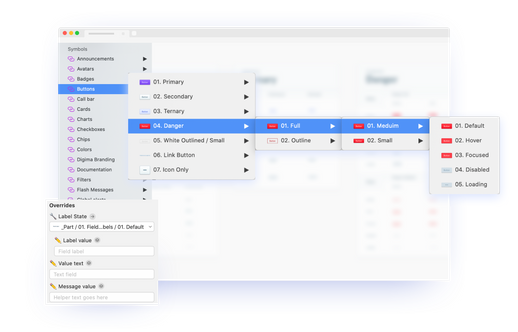 Symbols
Announcements
Avatars
Badges
Buttons
Call bar
Cards
Charts
Checkboxes
Chips
Colors
Digima Branding
Documentation
Filters
Flash Messages
01. Primary
02. Secondary
03. Ternary
04. Danger
05. White Outlined / Small
06. Link Button
07. Icon Only
01. Full
02. Outline
01. Meduim
02. Small
01. Default
02. Hover
03. Focused
04. Disabled
05. Loading
Danger
Overrides
Label State
_Part / 01. Field...bels / 01. Default
Label value
Field label
Value text
Text field
Message value
Helper text goes here